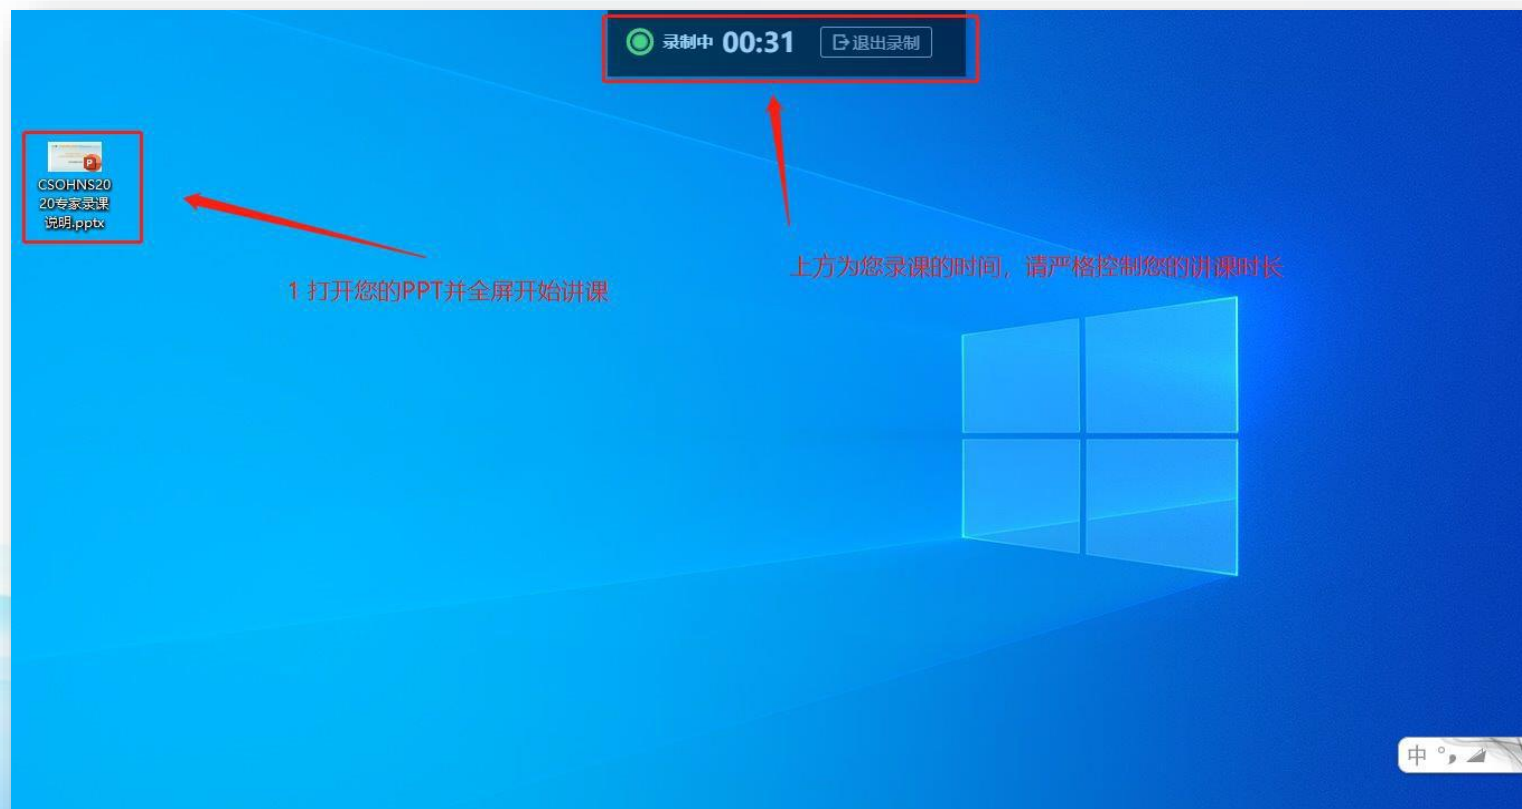 录制中 00:31 退出录制
CSOHNS20
20专家录课
说明.pptx
上方为您录课的时间，请严格控制您的讲课时长
1 打开您的PPT并全屏开始讲课
中 °,